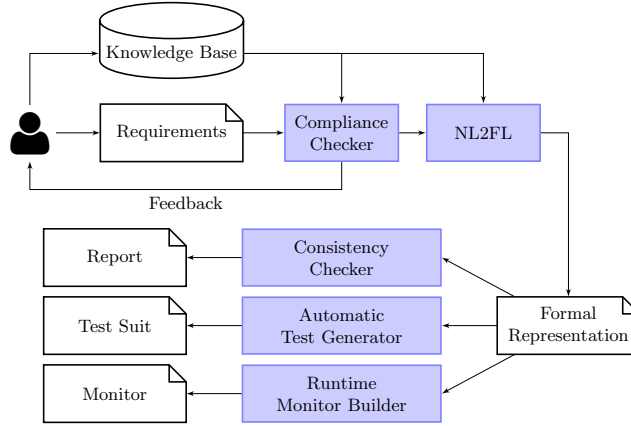 Knowledge Base
Requirements
Compliance
Checker
NL2FL
Feedback
Report
Consistency
Checker
Test Suit
Automatic
Test Generator
Formal
Representation
Monitor
Runtime
Monitor Builder